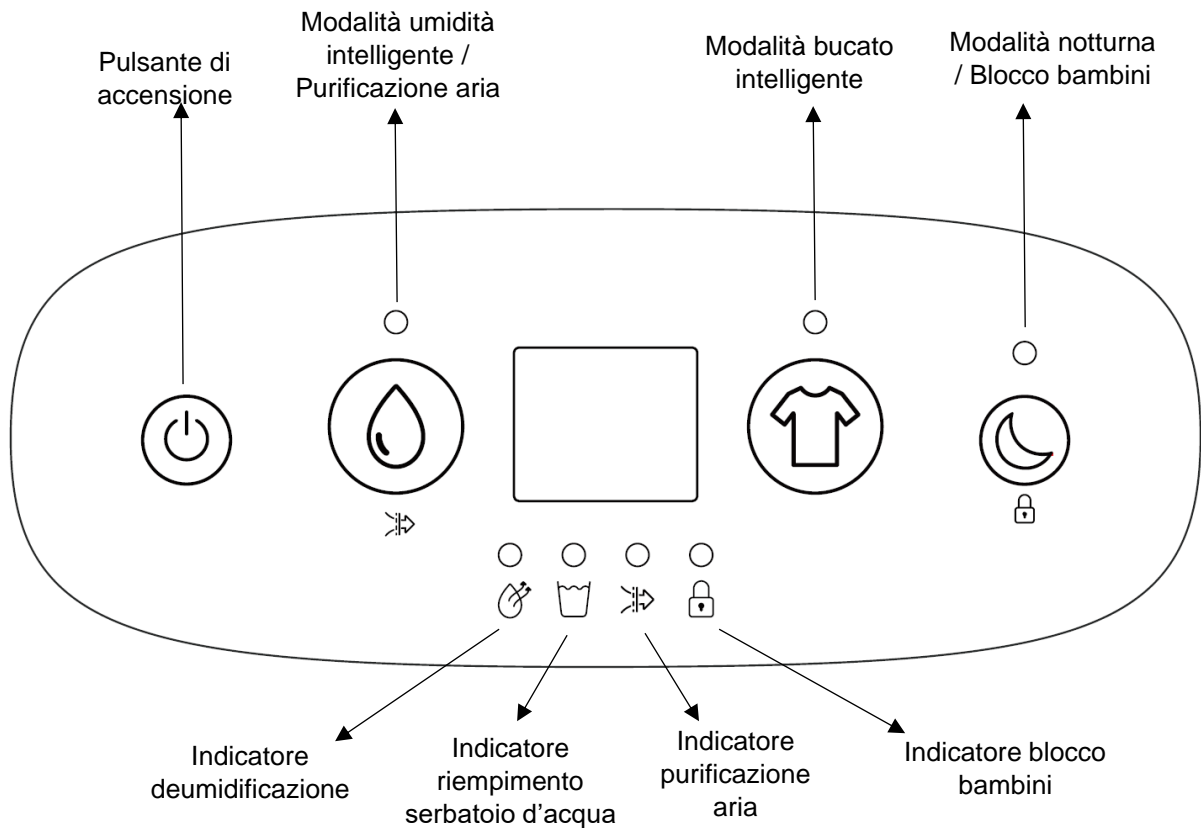 Pulsante di
accensione
Modalità umidità
intelligente /
Purificazione aria
Modalità bucato
intelligente
Modalità notturna
/ Blocco bambini
Indicatore
deumidificazione
Indicatore
riempimento
serbatoio d'acqua
Indicatore
purificazione
aria
Indicatore blocco
bambini